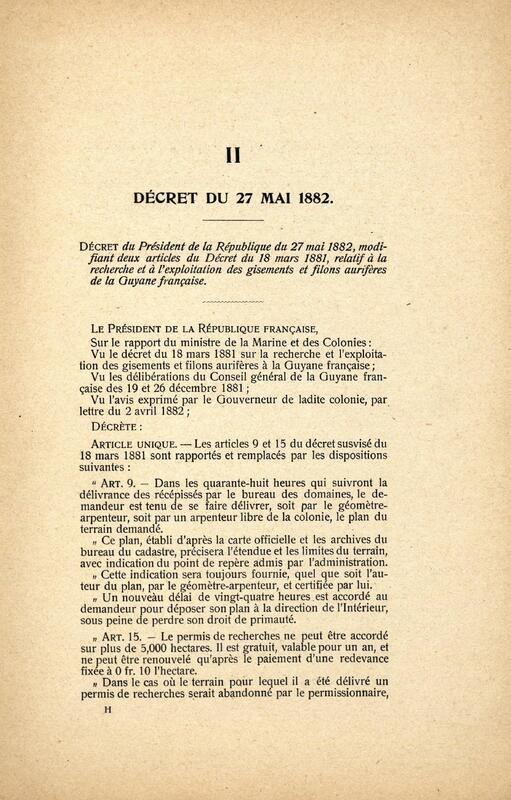 II
DÉCRET DU 27 MAI 1882.
DÉCRET du Président de la République du 27 mai 1882, modi-
fiant deux articles du Décret du 18 mars 1881, relatif à la
recherche et à l'exploitation des gisements et filons aurifères
de la Guyane française.
LE PRÉSIDENT DE LA RÉPUBLIQUE FRANÇAISE,
Sur le rapport du ministre de la Marine et des Colonies :
Vu le décret du 18 mars 1881 sur la recherche et l'exploita-
tion des gisements et filons aurifères à la Guyane française ;
Vu les délibérations du Conseil général de la Guyane fran-
çaise des 19 et 26 décembre 1881 ;
Vu l'avis exprimé par le Gouverneur de ladite colonie, par
lettre du 2 avril 1882 ;
DÉCRÈTE :
ARTICLE UNIQUE. — Les articles 9 et 15 du décret susvisé du
18 mars 1881 sont rapportés et remplacés par les dispositions
suivantes :
“ ART. 9. — Dans les quarante-huit heures qui suivront la
délivrance des récépissés par le bureau des domaines, le de-
mandeur est tenu de se faire délivrer, soit par le géomètre-
arpenteur, soit par un arpenteur libre de la colonie, le plan du
terrain demandé.
„ Ce plan, établi d'après la carte officielle et les archives du
bureau du cadastre, précisera l'étendue et les limites du terrain,
avec indication du point de repère admis par l'administration.
„ Cette indication sera toujours fournie, quel que soit l'au-
teur du plan, par le géomètre-arpenteur, et certifiée par lui.
„ Un nouveau délai de vingt-quatre heures est accordé au
demandeur pour déposer son plan à la direction de l'Intérieur,
sous peine de perdre son droit de primauté.
„ ART. 15. — Le permis de recherches ne peut être accordé
sur plus de 5,000 hectares. Il est gratuit, valable pour un an, et
ne peut être renouvelé qu'après le paiement d'une redevance
fixée à 0 fr. 10 l'hectare.
„ Dans le cas où le terrain pour lequel il a été délivré un
permis de recherches serait abandonné par le permissionnaire,
H